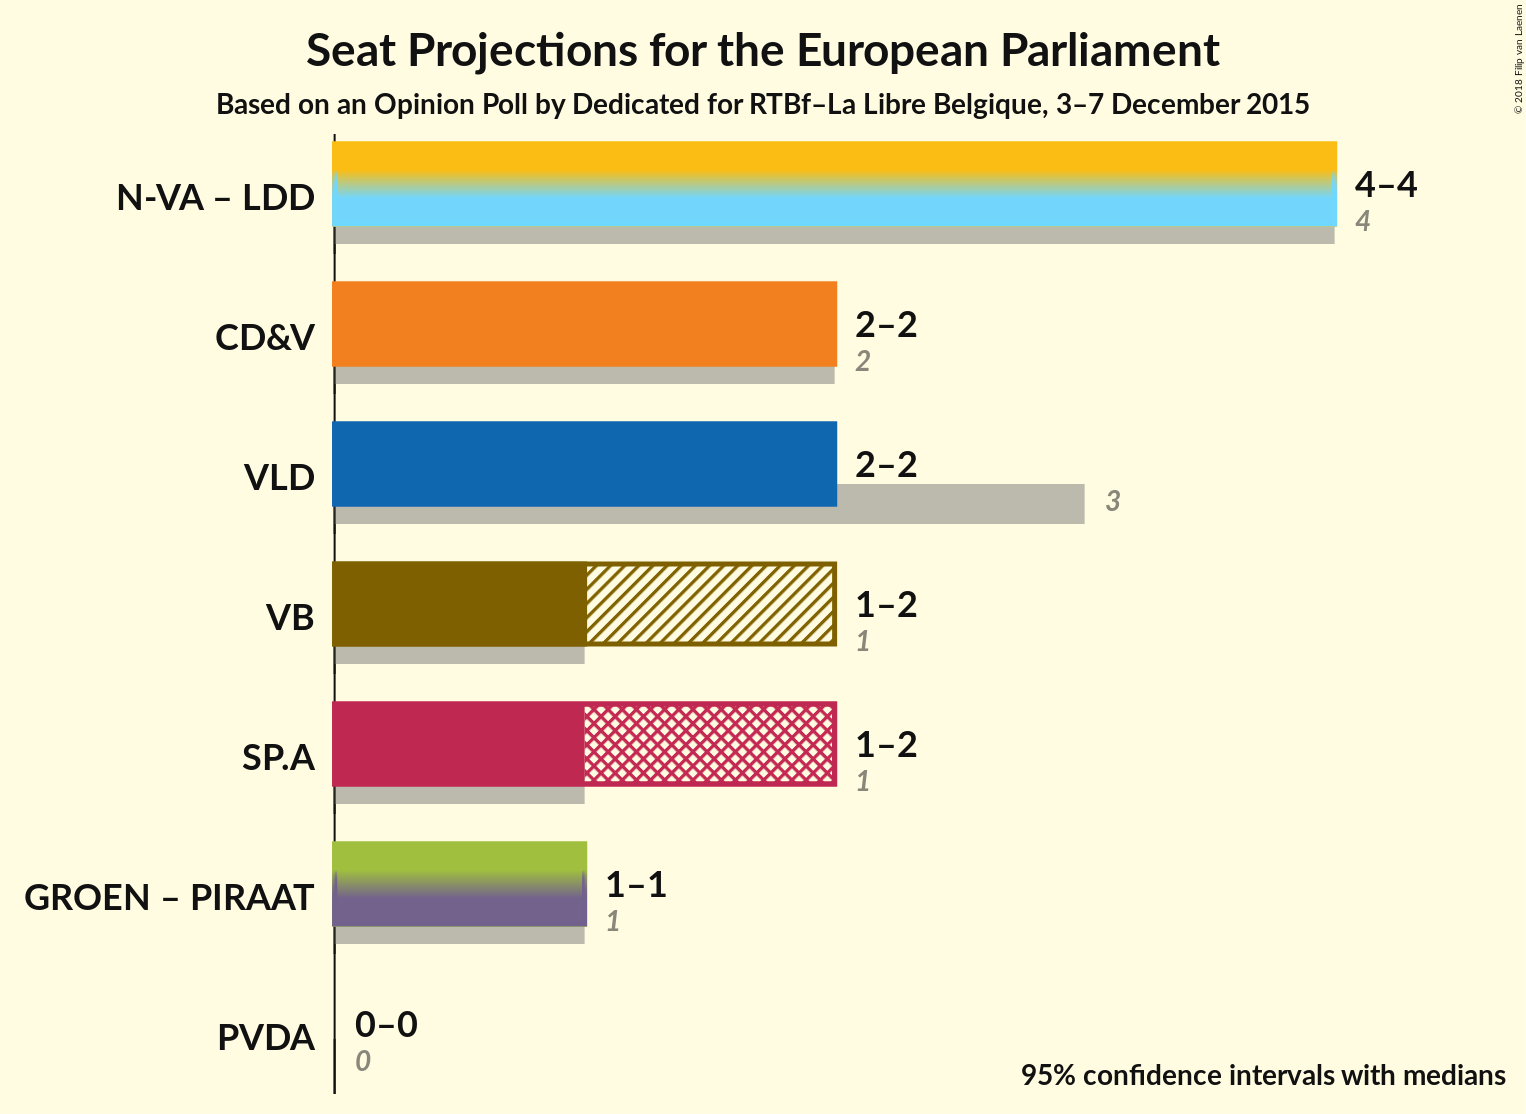 Seat Projections for the European Parliament
Based on an Opinion Poll by Dedicated for RTBf–La Libre Belgique, 3–7 December 2015
© 2018 Filip van Laenen
N-VA – LDD
4–4
4
CD&V
2–2
2
VLD
2–2
3
VB
1–2
1
SP.A
1–2
1
GROEN – PIRAAT
1–1
1
PVDA
0–0
0
95% confidence intervals with medians